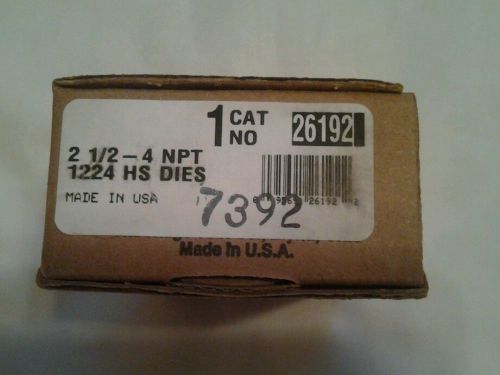 1 CAT NO 26192
2 1/2-4 NPT
1224 HS DIES
MADE IN USA
26192 2
7392
Made in U.S.A.